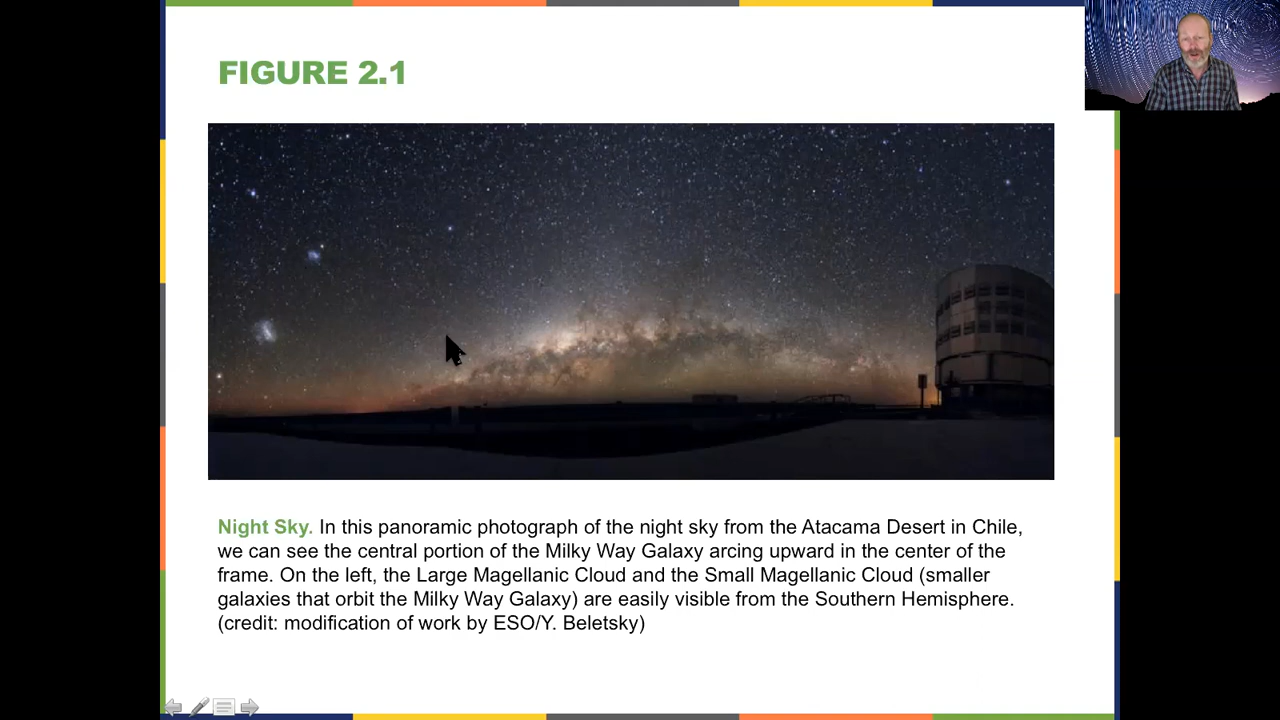 FIGURE 2.1
Night Sky. In this panoramic photograph of the night sky from the Atacama Desert in Chile,
we can see the central portion of the Milky Way Galaxy arcing upward in the center of the
frame. On the left, the Large Magellanic Cloud and the Small Magellanic Cloud (smaller
galaxies that orbit the Milky Way Galaxy) are easily visible from the Southern Hemisphere.
(credit: modification of work by ESO/Y. Beletsky)